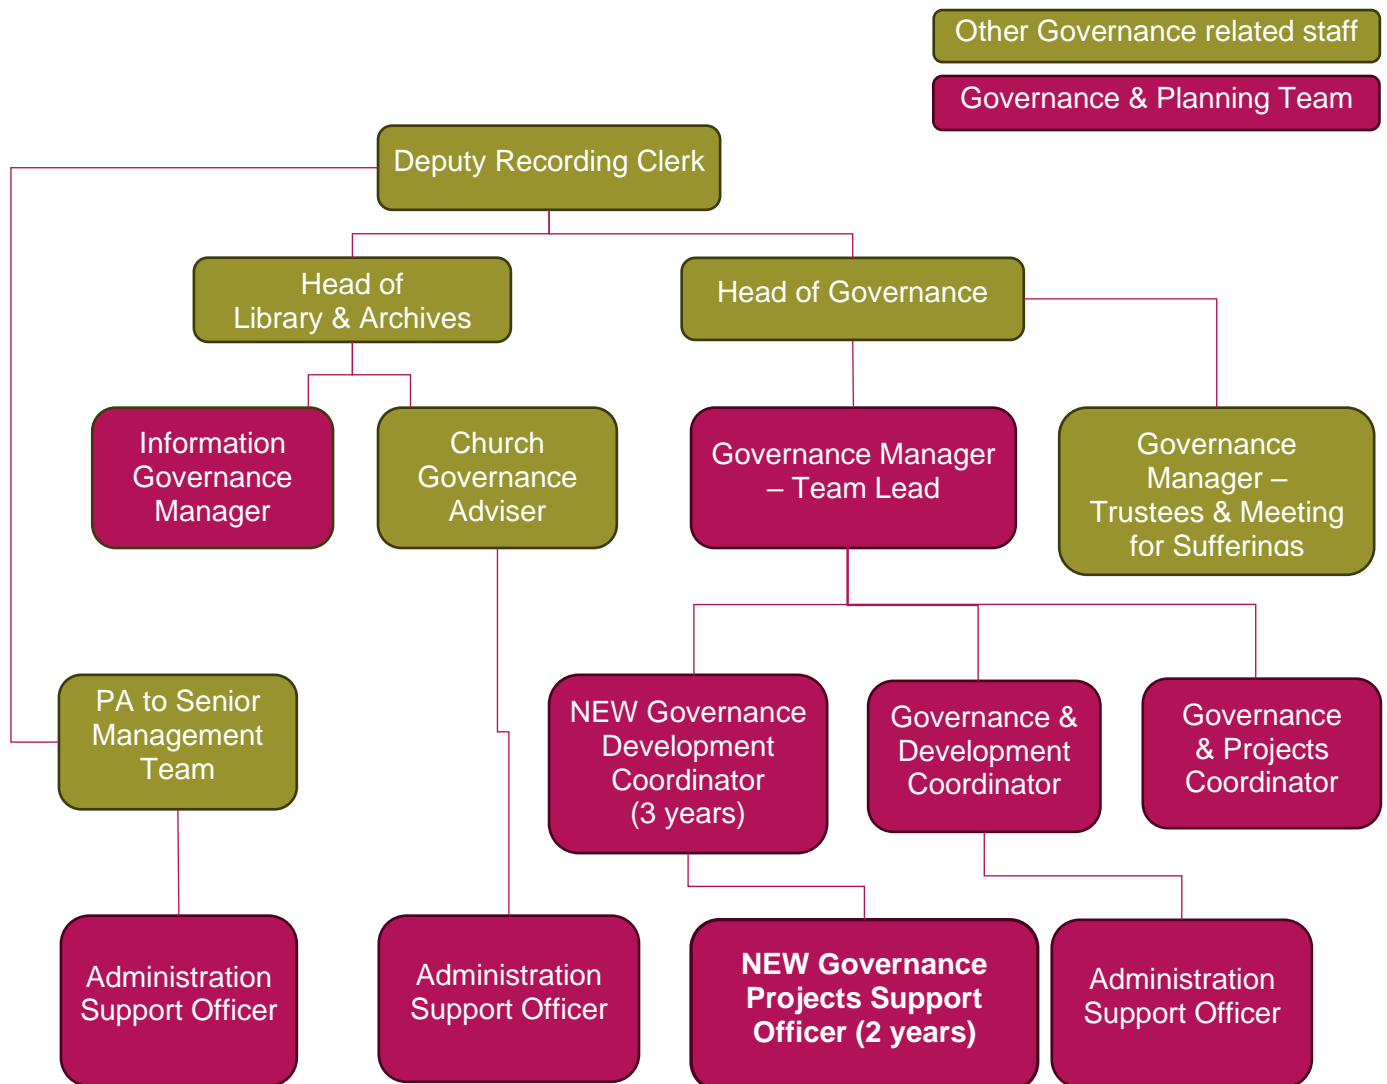 Other Governance related staff
Governance & Planning Team
Deputy Recording Clerk
Head of
Library & Archives
Head of Governance
Information
Governance
Manager
Church
Governance
Adviser
Governance Manager
– Team Lead
Governance
Manager –
Trustees & Meeting
for Sufferings
PA to Senior
Management
Team
NEW Governance
Development
Coordinator
(3 years)
Governance &
Development
Coordinator
Governance
& Projects
Coordinator
Administration
Support Officer
Administration
Support Officer
NEW Governance
Projects Support
Officer (2 years)
Administration
Support Officer